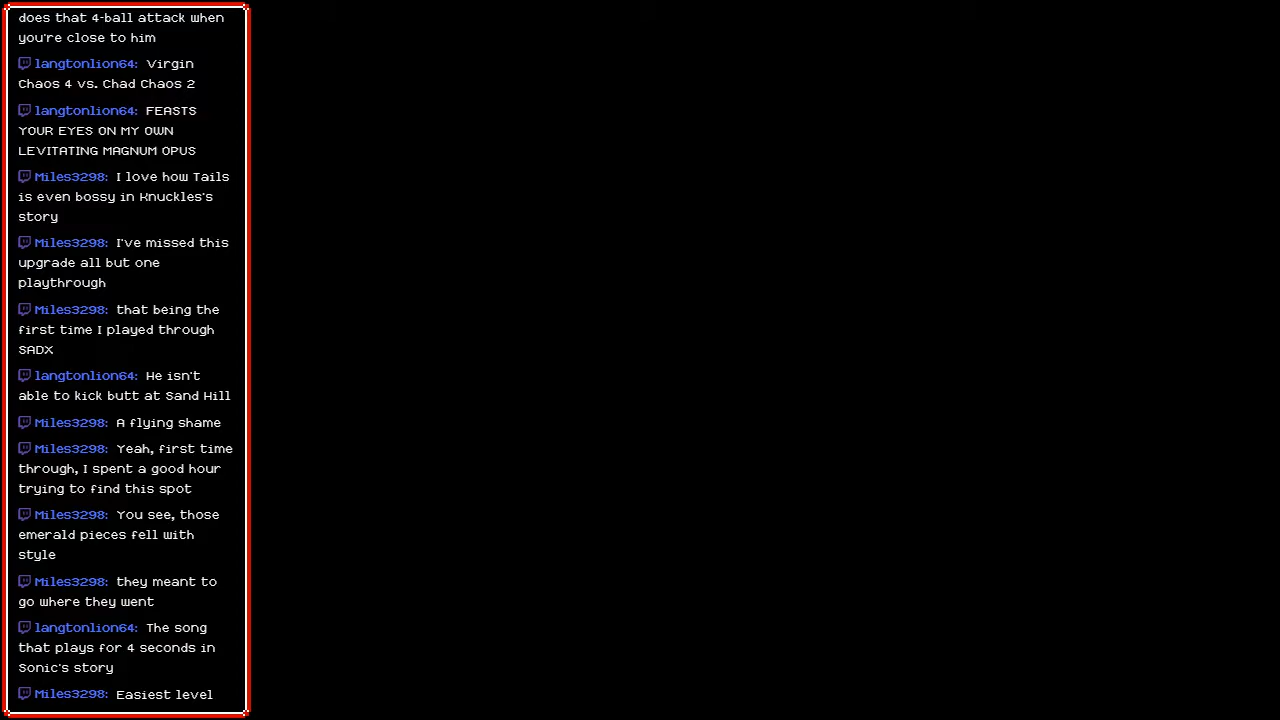 does that 4-ball attack when
you're close to him
langtonlion64: Virgin
Chaos 4 vs. Chad Chaos 2
langtonlion64: FEASTS
YOUR EYES ON MY OWN
LEVITATING MAGNUM OPUS
Miles3298: I love how Tails
is even bossy in Knuckles's
story
Miles3298: I've missed this
upgrade all but one
playthrough
Miles3298: that being the
first time I played through
SADX
langtonlion64: He isn't
able to kick butt at Sand Hill
Miles3298: A flying shame
Miles3298: Yeah, first time
through, I spent a good hour
trying to find this spot
Miles3298: You see, those
emerald pieces fell with
style
Miles3298: they meant to
go where they went
langtonlion64: The song
that plays for 4 seconds in
Sonic's story
Miles3298: Easiest level